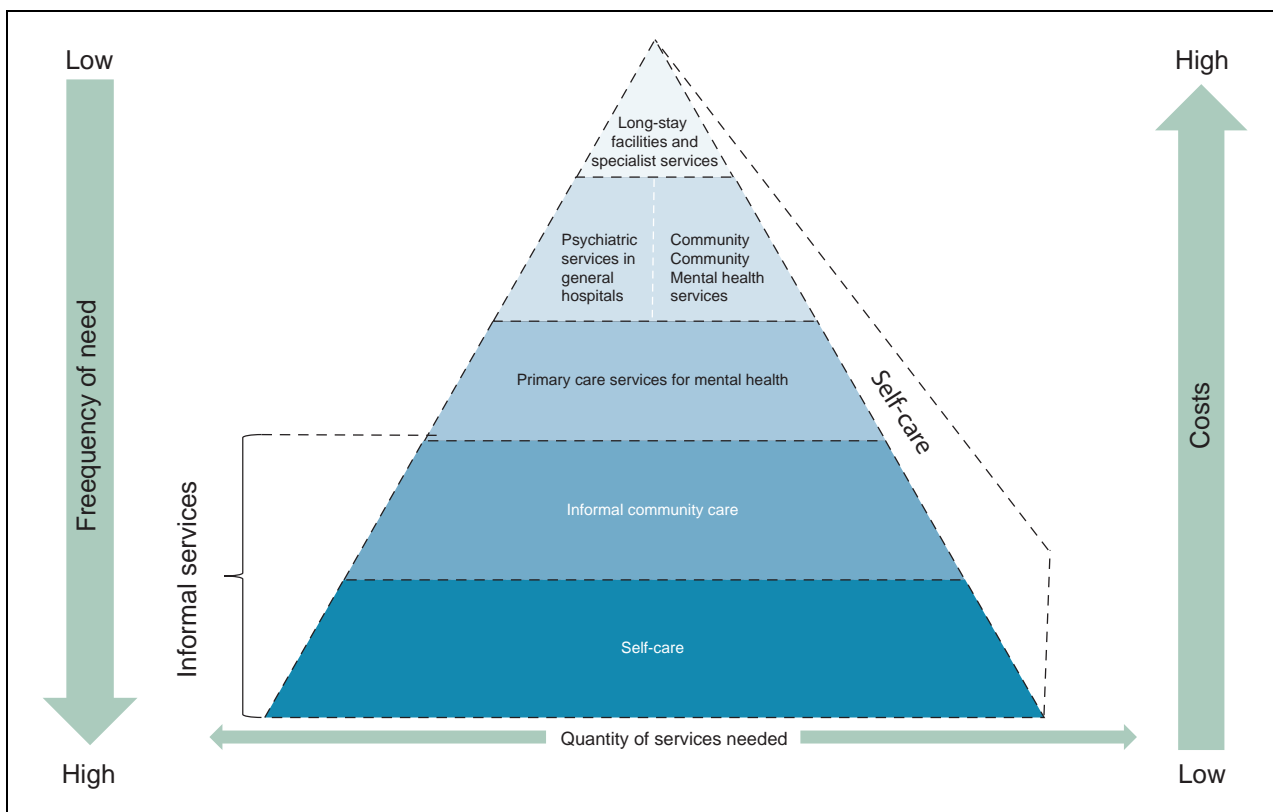 Low
High
Long-stay
facilities and
specialist services
Psychiatric
services in
general
hospitals
Community
Community
Mental health
services
Freequency of need
Primary care services for mental health
Self-care
Costs
Informal services
Informal community care
Self-care
Quantity of services needed
High
Low